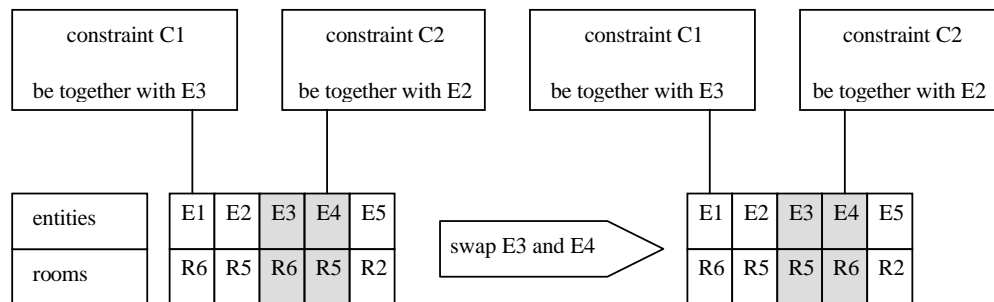 constraint C1
be together with E3
constraint C2
be together with E2
constraint C1
be together with E3
constraint C2
be together with E2
entities
E1 E2 E3 E4 E5
rooms
R6 R5 R6 R5 R2
swap E3 and E4
E1 E2 E3 E4 E5
R6 R5 R5 R6 R2